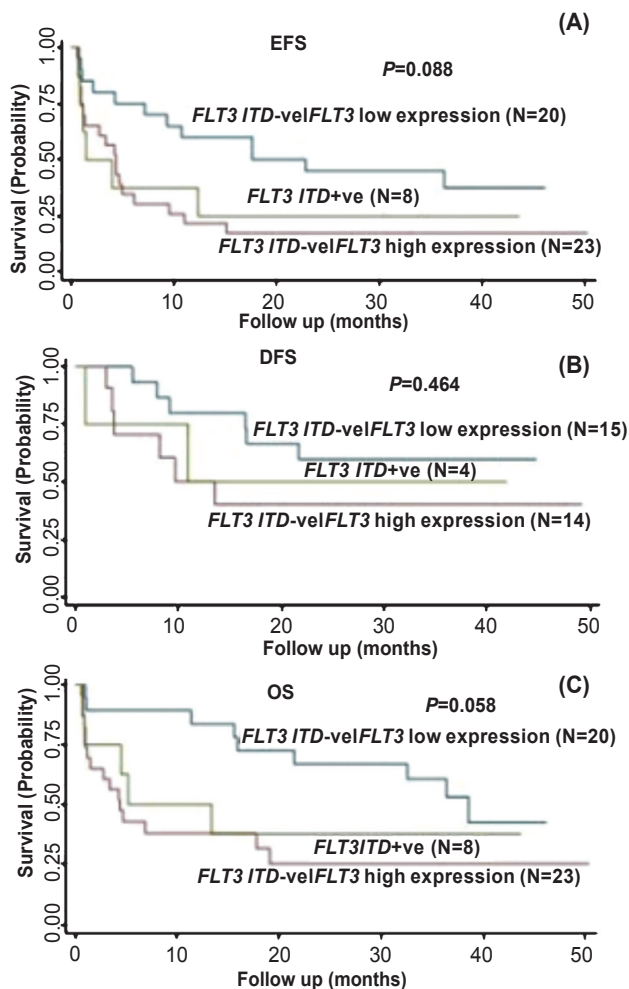 (A)
EFS
P=0.088
FLT3 ITD-ve/FLT3 low expression (N=20)
FLT3 ITD+ve (N=8)
FLT3 ITD-ve/FLT3 high expression (N=23)
Survival (Probability)
1.00
0.75
0.50
0.25
0.00
0 10 20 30 40 50
Follow up (months)
(B)
DFS
P=0.464
FLT3 ITD-ve/FLT3 low expression (N=15)
FLT3 ITD+ve (N=4)
FLT3 ITD-ve/FLT3 high expression (N=14)
Survival (Probability)
1.00
0.75
0.50
0.25
0.00
0 10 20 30 40 50
Follow up (months)
(C)
OS
P=0.058
FLT3 ITD-ve/FLT3 low expression (N=20)
FLT3ITD+ve (N=8)
FLT3 ITD-ve/FLT3 high expression (N=23)
Survival (Probability)
1.00
0.75
0.50
0.25
0.00
0 10 20 30 40 50
Follow up (months)